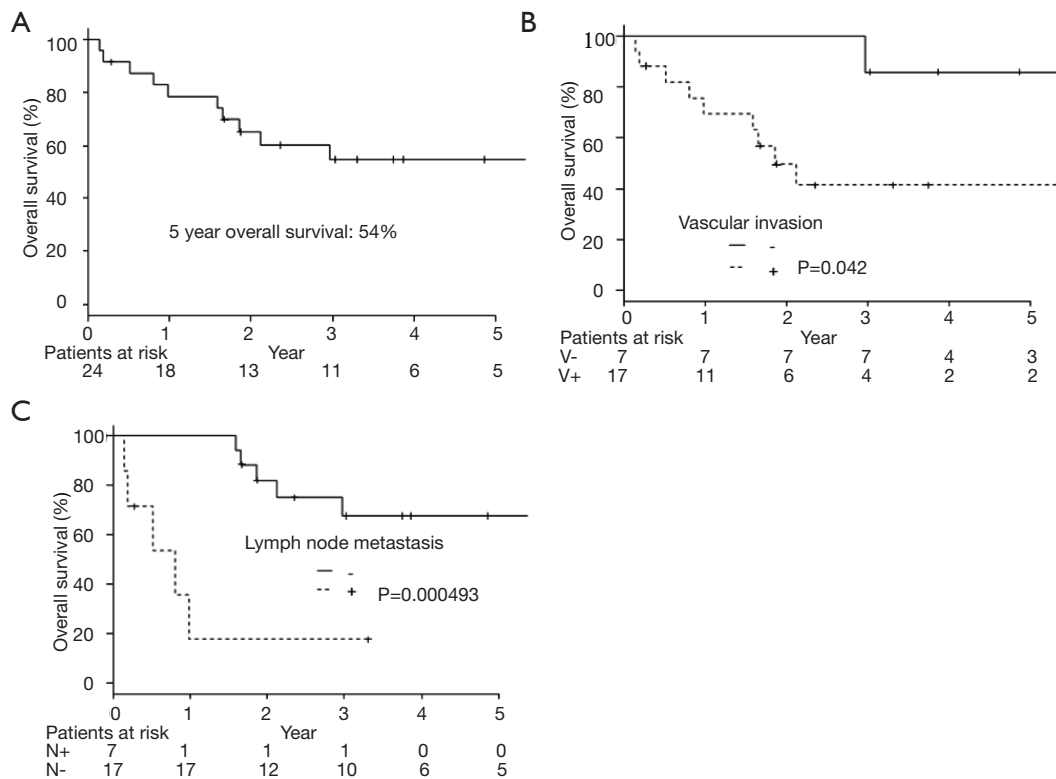 A
100
80
60
40
20
0
Overall survival (%)
5 year overall survival: 54%
0 1 2 3 4 5
Patients at risk Year
24 18 13 11 6 5
B
100
80
60
40
20
0
Overall survival (%)
Vascular invasion
-
+ P=0.042
0 1 2 3 4 5
Patients at risk Year
V- 7 7 7 7 4 3
V+ 17 11 6 4 2 2
C
100
80
60
40
20
0
Overall survival (%)
Lymph node metastasis
-
+ P=0.000493
0 1 2 3 4 5
Patients at risk Year
N+ 7 1 1 1 0 0
N- 17 17 12 10 6 5